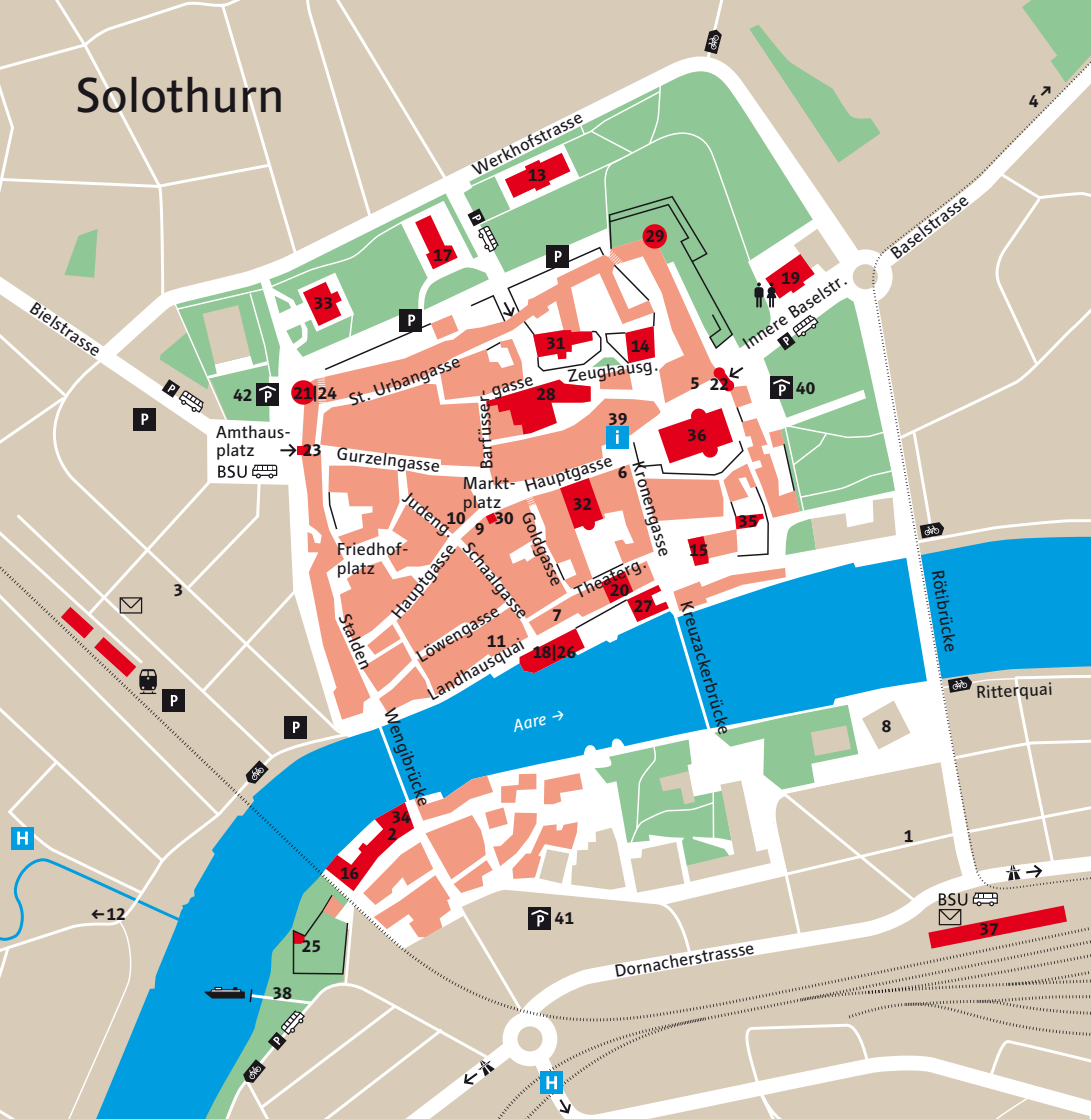 Solothurn
4
Werkhofstrasse
13
P
17
P
29
Baselstrasse
19
Innere Baselstr.
P
33
P
Bielstrasse
31
14
Zeughausg.
5
22
P
40
P
42
P
21|24
St. Urbangasse
Barfüsser-
gasse
28
39
i
36
P
Amthaus-
platz
BSU
23
Gurzelngasse
Markt-
platz
Hauptgasse
6
Kronengasse
32
35
15
Judeng.
10
9
30
Goldgasse
Schaalgasse
Friedhof-
platz
Hauptgasse
Theaterg.
20
27
7
Löwengasse
11
Landhausquai
18|26
Stalden
3
P
P
Wengibrücke
Aare →
Kreuzackerbrücke
Rötibrücke
Ritterquai
8
1
H
34
2
16
←12
25
38
P
P
41
BSU
37
Dornacherstrassse
H